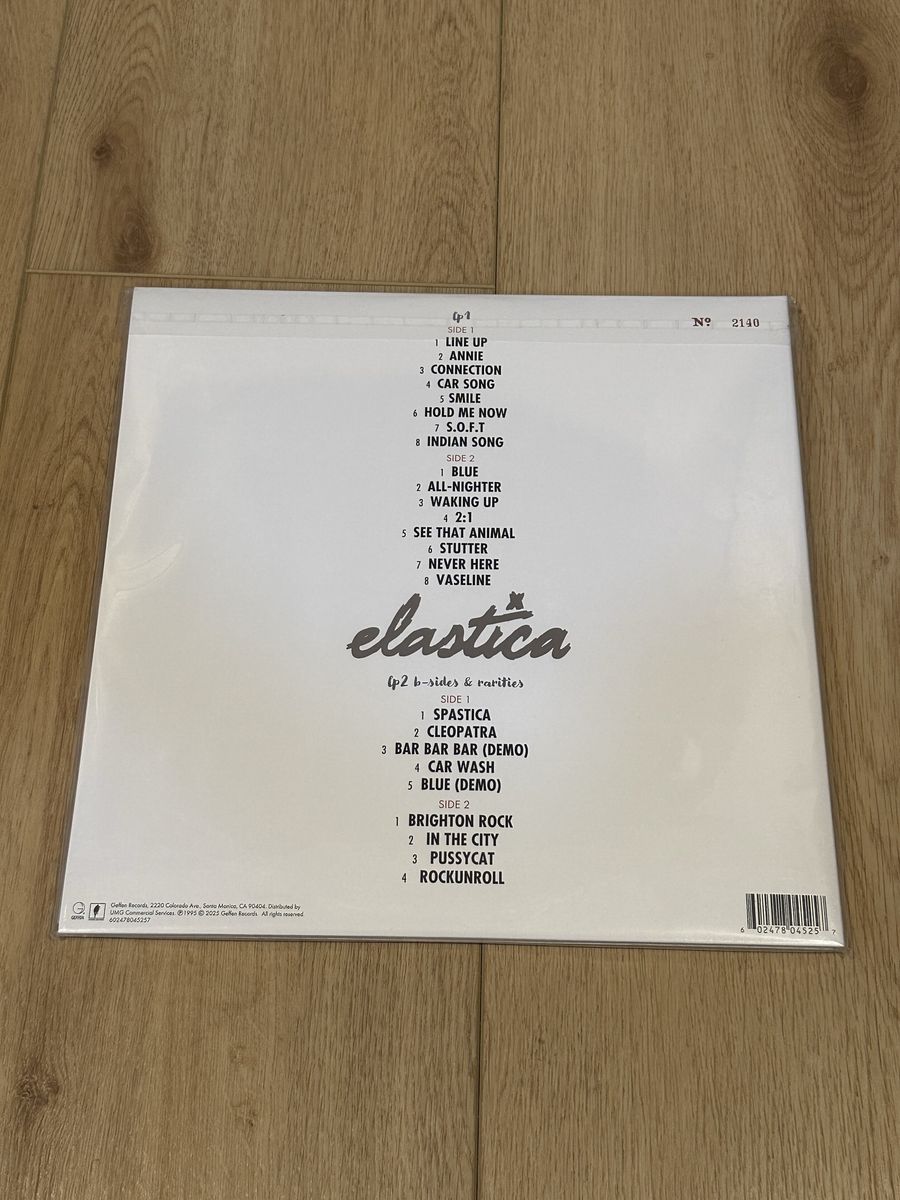 Lp1
Nº 2140
SIDE 1
1 LINE UP
2 ANNIE
3 CONNECTION
4 CAR SONG
5 SMILE
6 HOLD ME NOW
7 S.O.F.T
8 INDIAN SONG
SIDE 2
1 BLUE
2 ALL-NIGHTER
3 WAKING UP
4 2:1
5 SEE THAT ANIMAL
6 STUTTER
7 NEVER HERE
8 VASELINE
elastica
Lp2 b-sides & rarities
SIDE 1
1 SPASTICA
2 CLEOPATRA
3 BAR BAR BAR (DEMO)
4 CAR WASH
5 BLUE (DEMO)
SIDE 2
1 BRIGHTON ROCK
2 IN THE CITY
3 PUSSYCAT
4 ROCKUNROLL
GEFFEN
Geffen Records, 2220 Colorado Ave., Santa Monica, CA 90404. Distributed by
UMG Commercial Services. ℗ 1995 © 2025 Geffen Records. All rights reserved.
602478045257
6 02478 04525 7